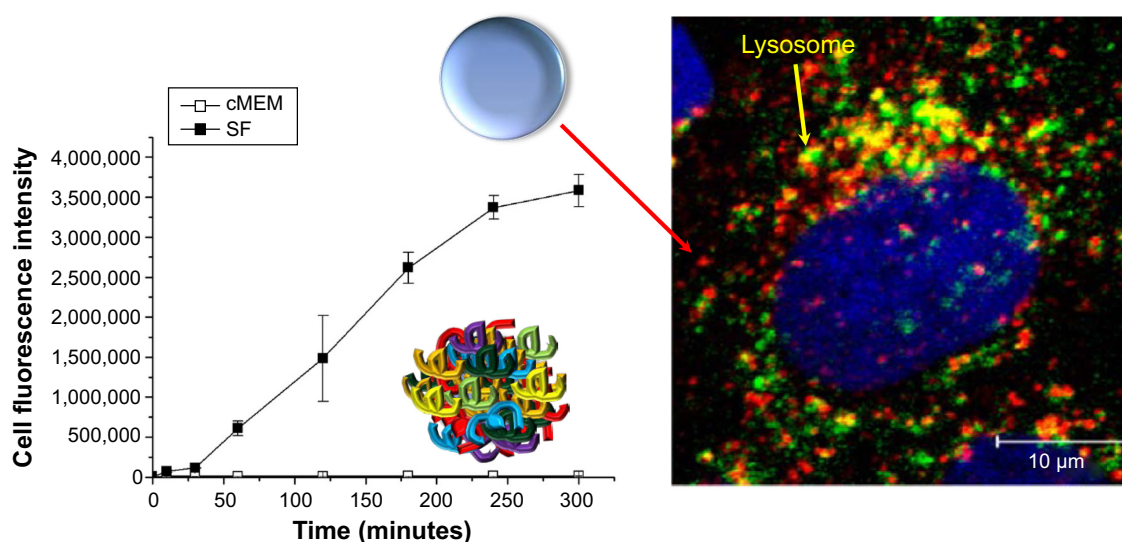 cMEM
SF
Cell fluorescence intensity
4,000,000
3,500,000
3,000,000
2,500,000
2,000,000
1,500,000
1,000,000
500,000
0
0
50
100
150
200
250
300
Time (minutes)
Lysosome
10 µm